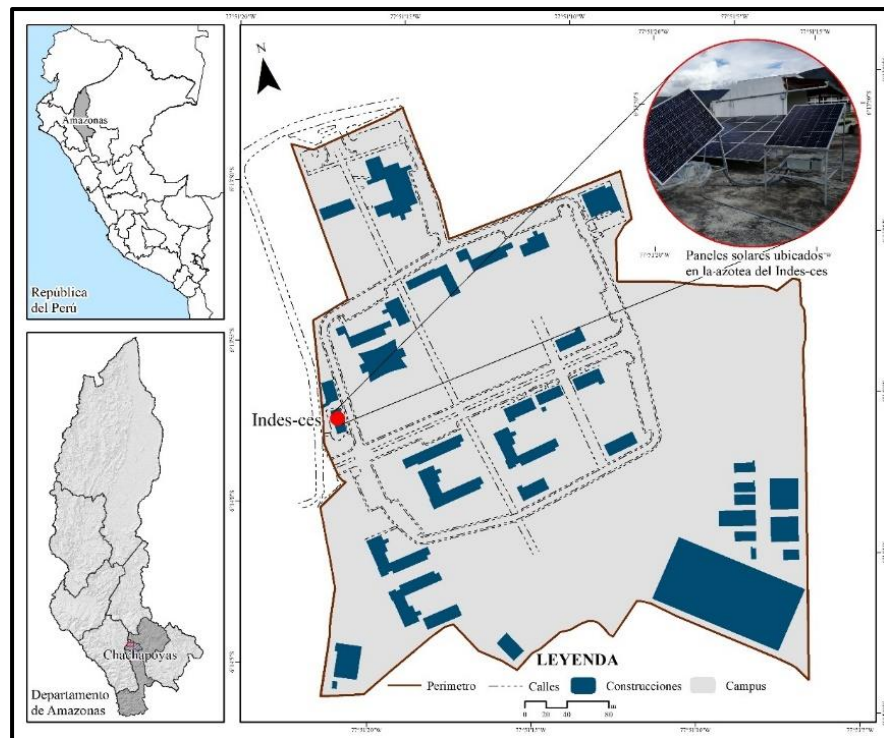 Amazonas
República
del Perú
Chachapoyas
Departamento
de Amazonas
N
Indes-ces
Paneles solares ubicados
en la azotea del Indes-ces
LEYENDA
Perimetro
Calles
Construcciones
Campus
0 20 40 80